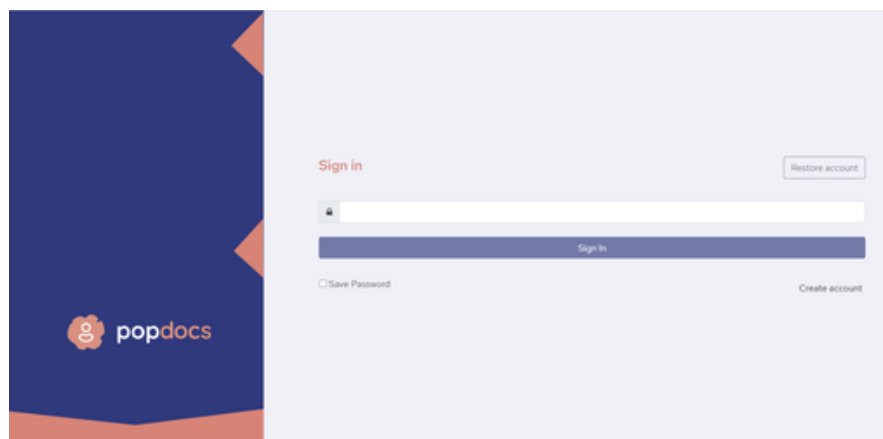 Sign in
Restore account
Sign In
Save Password
Create account
popdocs